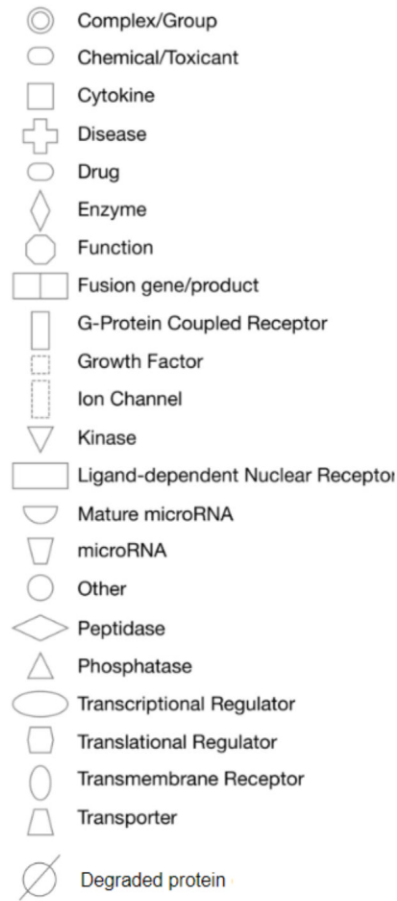 Complex/Group
Chemical/Toxicant
Cytokine
Disease
Drug
Enzyme
Function
Fusion gene/product
G-Protein Coupled Receptor
Growth Factor
Ion Channel
Kinase
Ligand-dependent Nuclear Receptor
Mature microRNA
microRNA
Other
Peptidase
Phosphatase
Transcriptional Regulator
Translational Regulator
Transmembrane Receptor
Transporter
Degraded protein